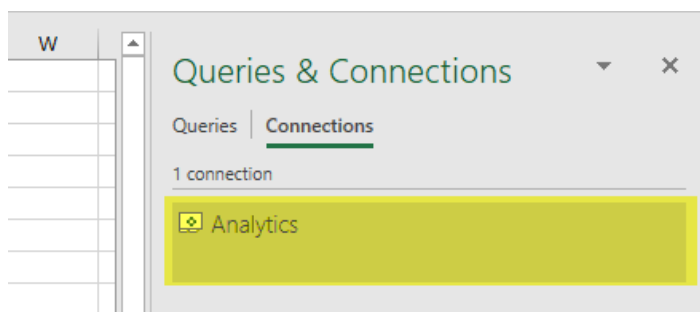 W
Queries & Connections
Queries Connections
1 connection
Analytics